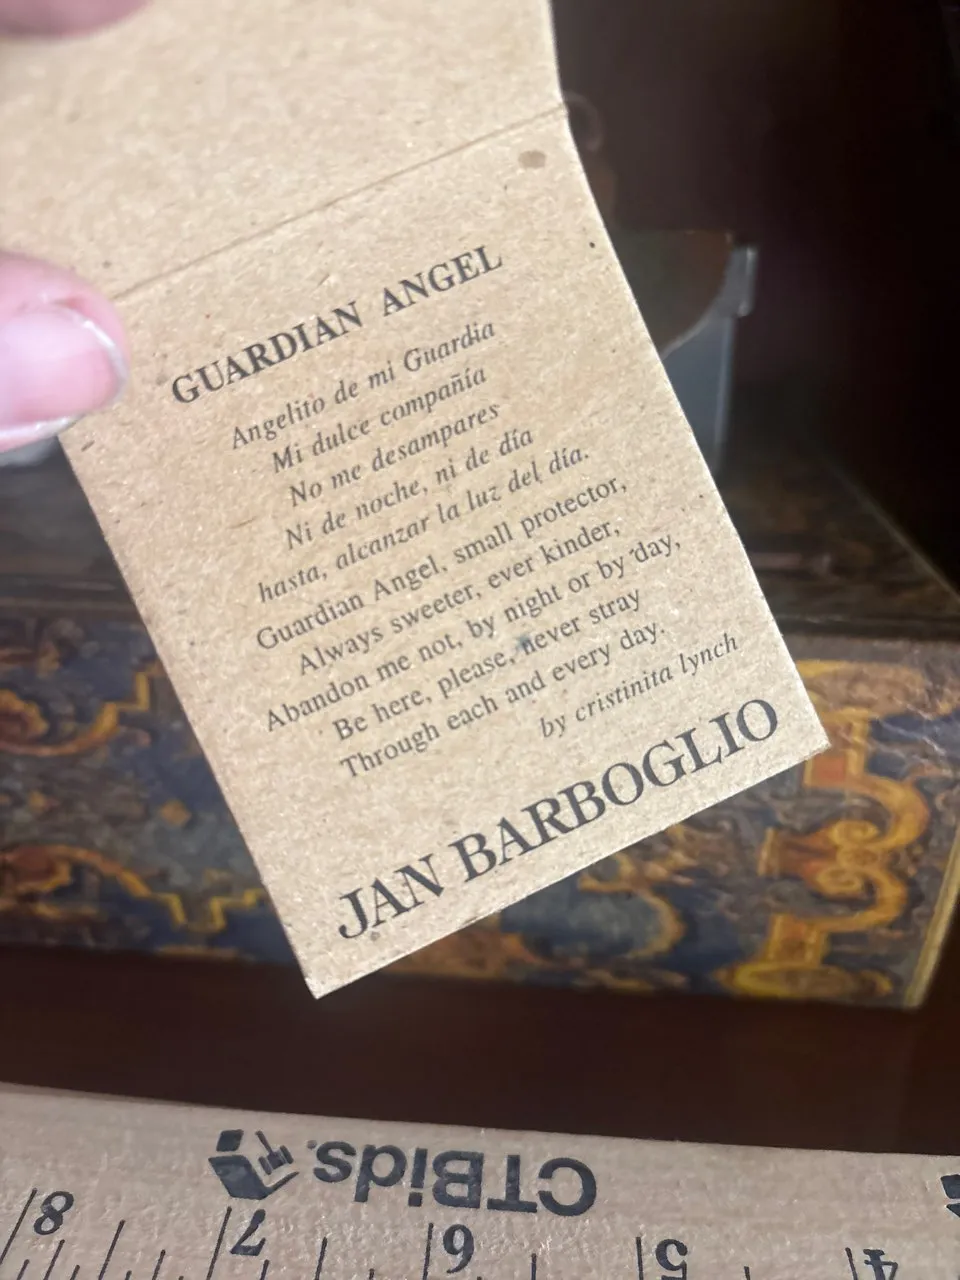 GUARDIAN ANGEL
Angelito de mi Guardia
Mi dulce compañía
No me desampares
Ni de noche, ni de día
hasta, alcanzar la luz del día.
Guardian Angel, small protector,
Always sweeter, ever kinder,
Abandon me not, by night or by day,
Be here, please, never stray
Through each and every day.
by cristinita lynch
JAN BARBOGLIO
CTBids.
8 7 6 5 4